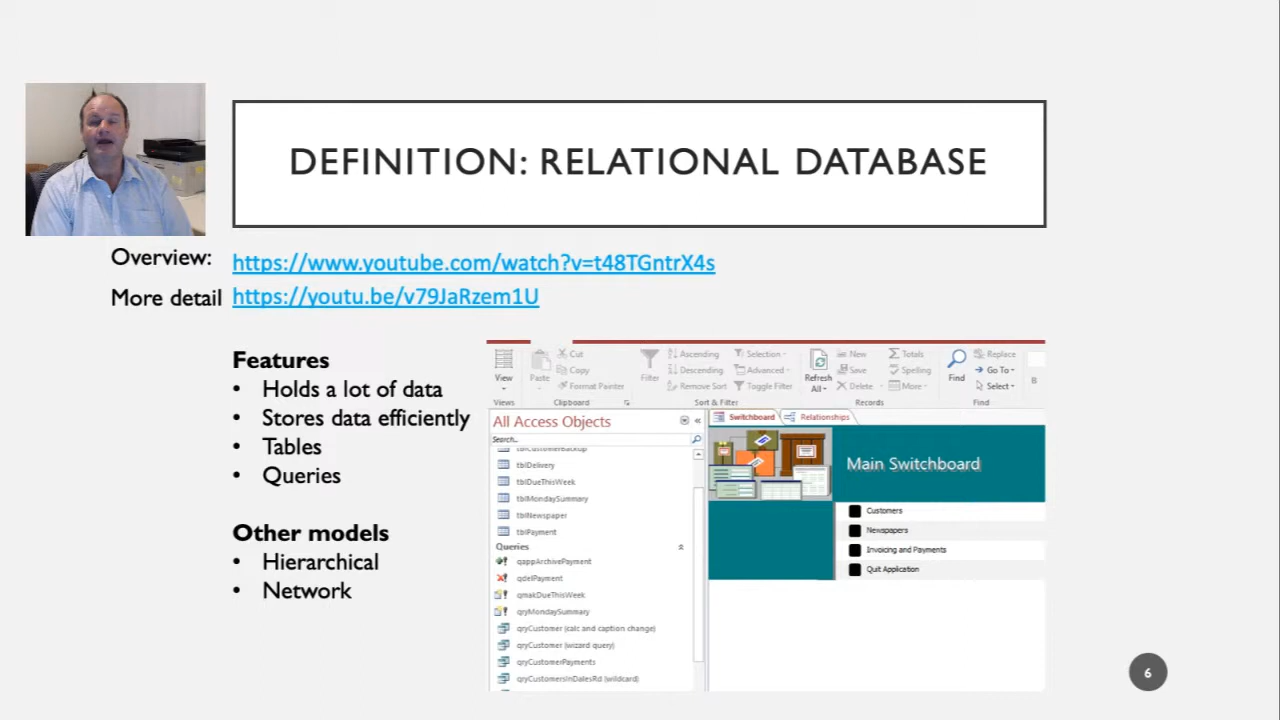 DEFINITION: RELATIONAL DATABASE
Overview: https://www.youtube.com/watch?v=t48TGntrX4s
More detail https://youtu.be/v79JaRzem1U
Features
• Holds a lot of data
• Stores data efficiently
• Tables
• Queries
Other models
• Hierarchical
• Network
View
Paste
Cut
Copy
Format Painter
Filter
Ascending
Descending
Remove Sort
Selection
Advanced
Toggle Filter
Refresh
All
New
Save
Delete
Totals
Spelling
More
Find
Replace
Go To
Select
B
Views
Clipboard
Sort & Filter
Records
Find
All Access Objects
Search...
tblCustomerBackup
tblDelivery
tblDueThisWeek
tblMondaySummary
tblNewspaper
tblPayment
Queries
qappArchivePayment
qdelPayment
qmakDueThisWeek
qryMondaySummary
qryCustomer (calc and caption change)
qryCustomer (wizard query)
qryCustomerPayments
qryCustomersInDalesRd (wildcard)
Switchboard
Relationships
Main Switchboard
Customers
Newspapers
Invoicing and Payments
Quit Application
6